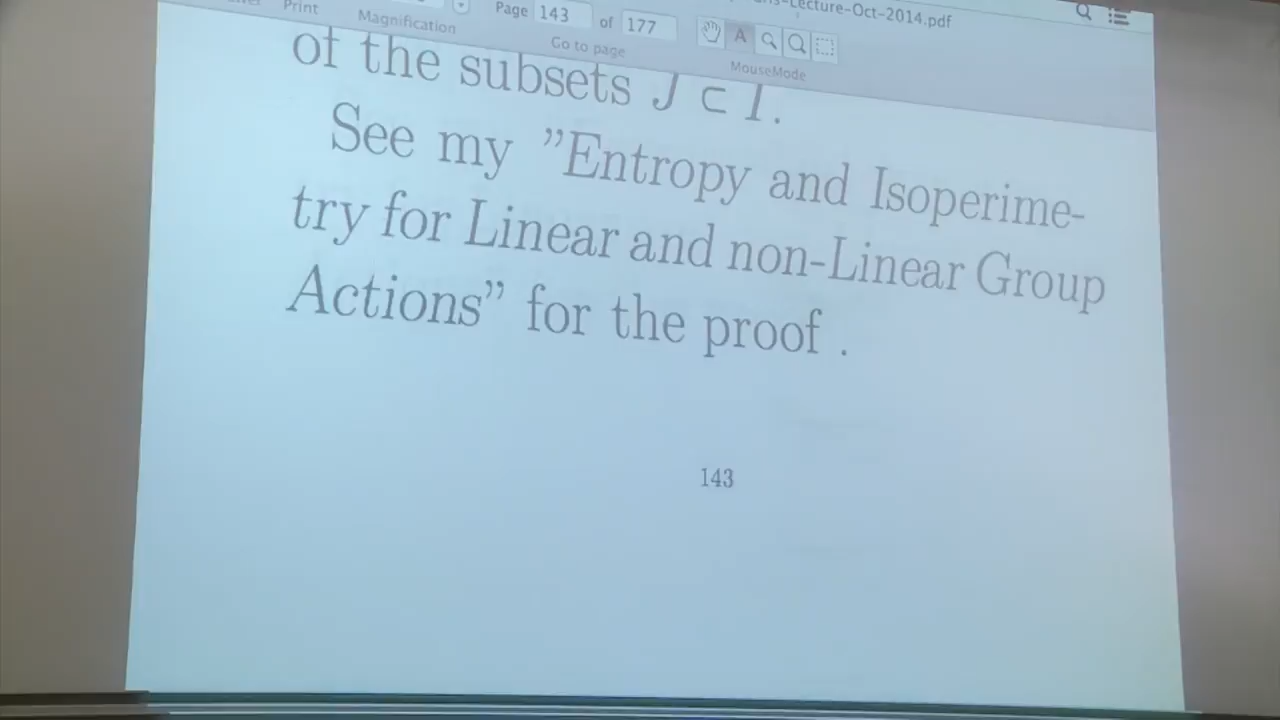 Lecture-Oct-2014.pdf
Print Magnification Page 143 of 177 Go to page A MouseMode
of the subsets J ⊂ I.
See my ”Entropy and Isoperime-
try for Linear and non-Linear Group
Actions” for the proof .
143